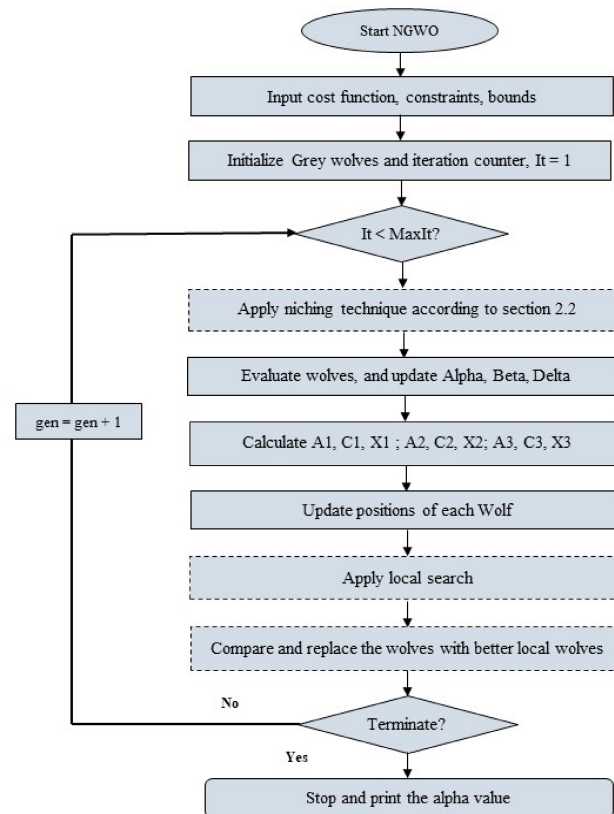 Start NGWO
Input cost function, constraints, bounds
Initialize Grey wolves and iteration counter, It = 1
It < MaxIt?
Apply niching technique according to section 2.2
Evaluate wolves, and update Alpha, Beta, Delta
gen = gen + 1
Calculate A1, C1, X1 ; A2, C2, X2; A3, C3, X3
Update positions of each Wolf
Apply local search
Compare and replace the wolves with better local wolves
No
Terminate?
Yes
Stop and print the alpha value